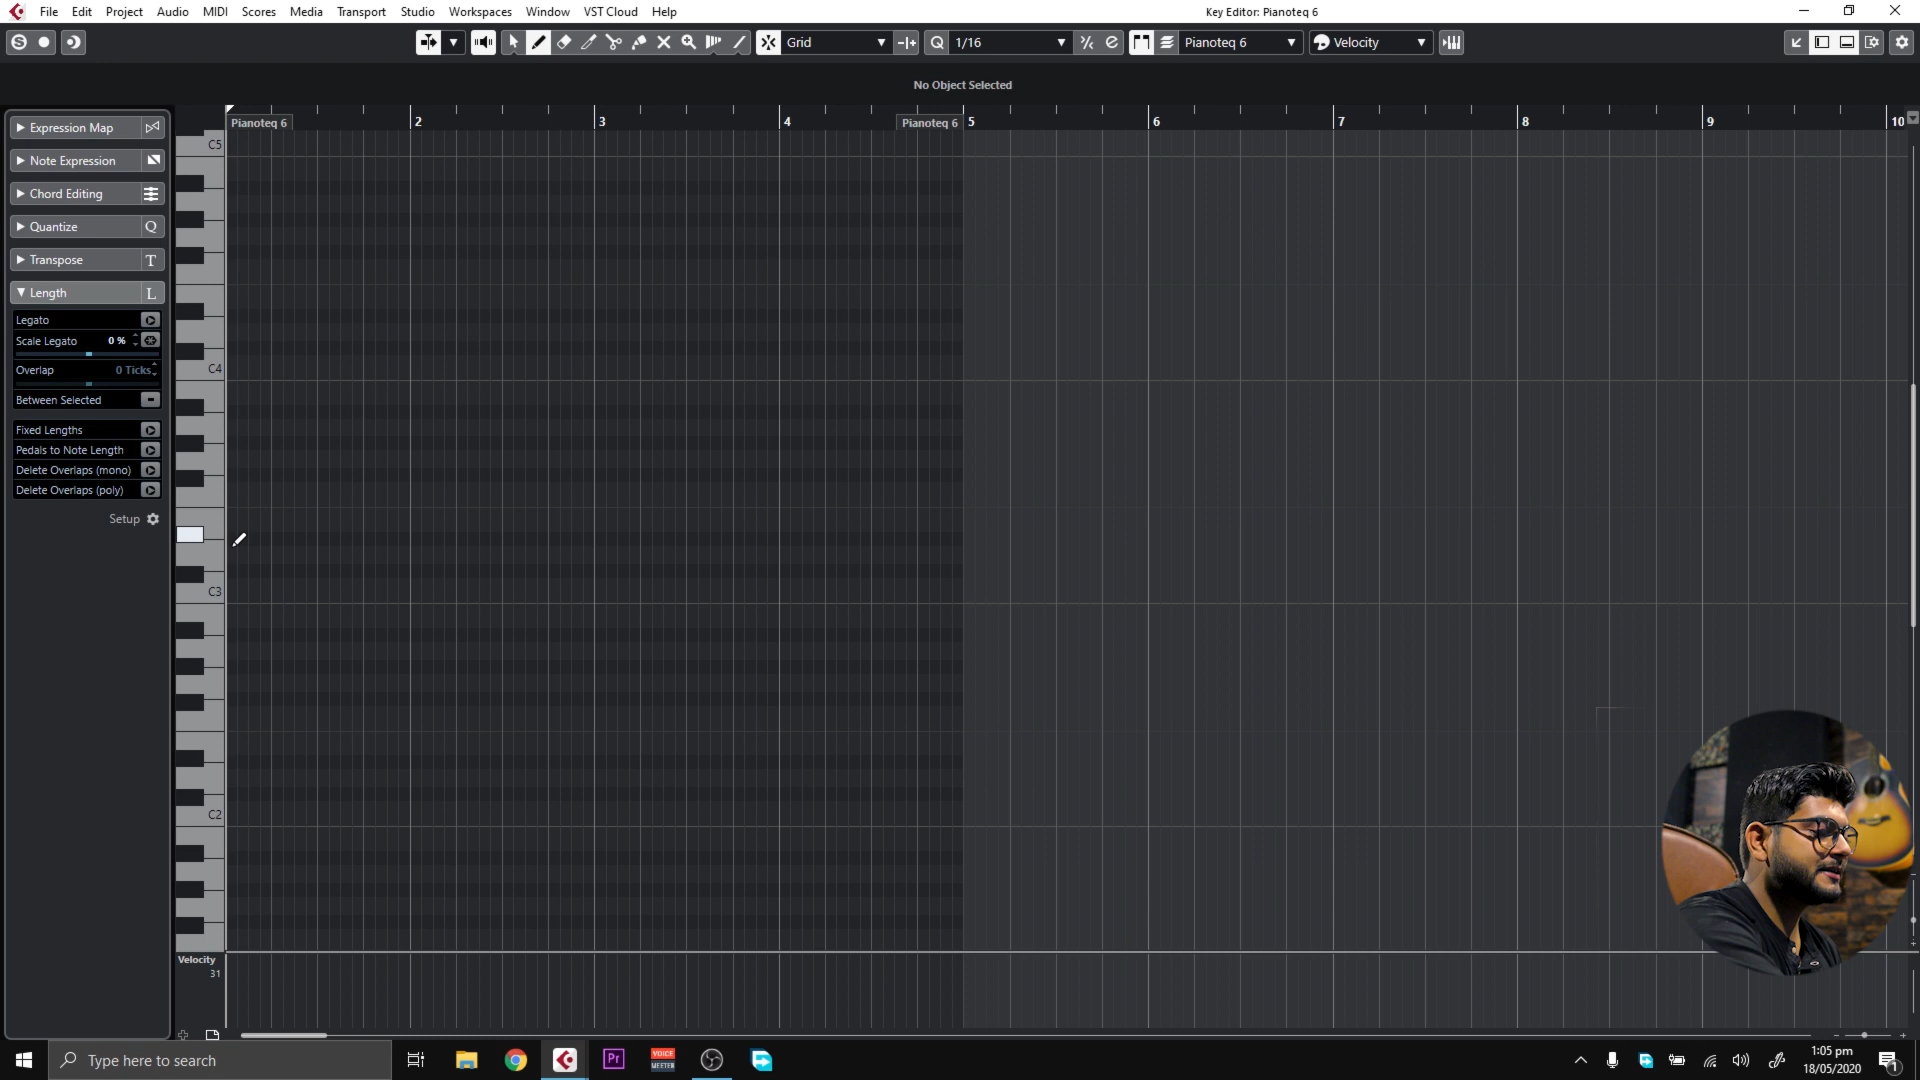 File Edit Project Audio MIDI Scores Media Transport Studio Workspaces Window VST Cloud Help
Key Editor: Pianoteq 6
S
Grid
Q 1/16
Pianoteq 6
Velocity
No Object Selected
Pianoteq 6 2 3 4 Pianoteq 6 5 6 7 8 9 10
Expression Map
Note Expression
Chord Editing
Quantize Q
Transpose T
Length L
Legato
Scale Legato 0 %
Overlap 0 Ticks
Between Selected
Fixed Lengths
Pedals to Note Length
Delete Overlaps (mono)
Delete Overlaps (poly)
Setup
C5
C4
C3
C2
Velocity
31
Type here to search
Pr
VOICE
MEETER
1:05 pm
18/05/2020
1